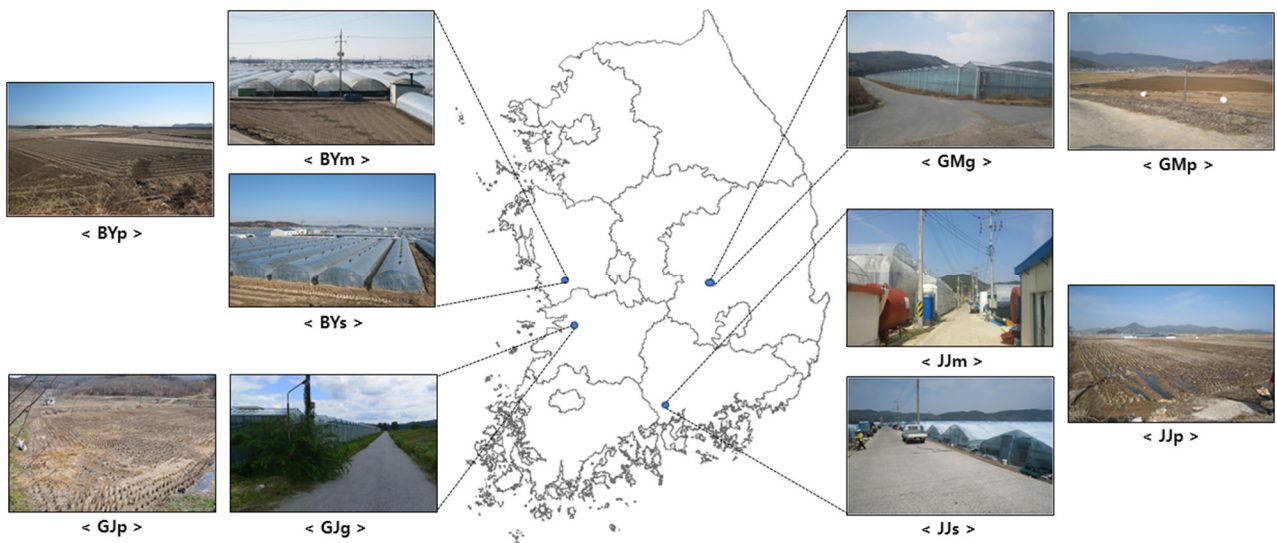 < BYm >
< GMg >
< GMp >
< BYp >
< BYs >
< JJm >
< JJp >
< GJp >
< GJg >
< JJs >